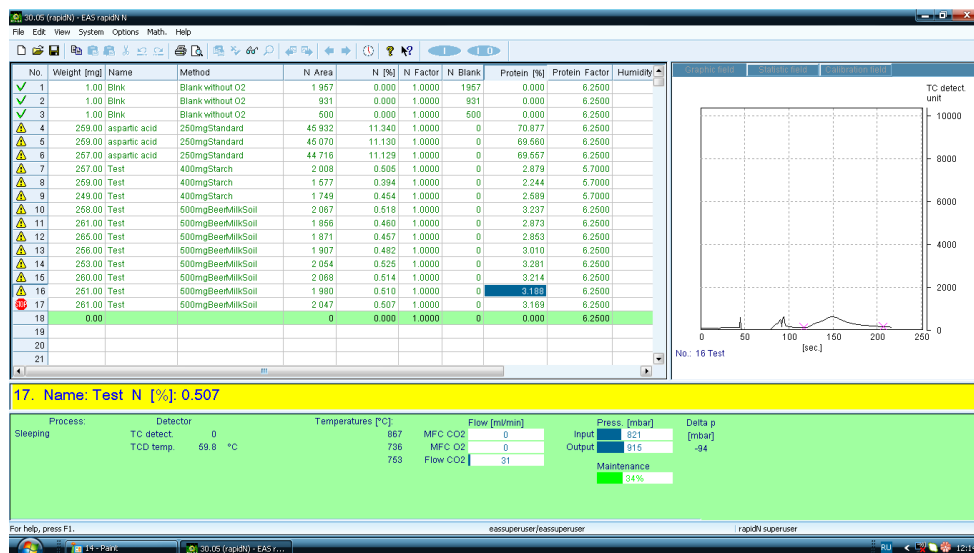 30.05 (rapidN) - EAS rapidN N
File Edit View System Options Math. Help
No. Weight [mg] Name Method N Area N [%] N Factor N Blank Protein [%] Protein Factor Humidity
1 1.00 Blnk Blank without O2 1 957 0.000 1.0000 1957 0.000 6.2500
2 1.00 Blnk Blank without O2 931 0.000 1.0000 931 0.000 6.2500
3 1.00 Blnk Blank without O2 500 0.000 1.0000 500 0.000 6.2500
4 259.00 aspartic acid 250mgStandard 45 932 11.340 1.0000 0 70.877 6.2500
5 259.00 aspartic acid 250mgStandard 45 070 11.130 1.0000 0 69.560 6.2500
6 257.00 aspartic acid 250mgStandard 44 716 11.129 1.0000 0 69.557 6.2500
7 257.00 Test 400mgStarch 2 008 0.505 1.0000 0 2.879 5.7000
8 259.00 Test 400mgStarch 1 577 0.394 1.0000 0 2.244 5.7000
9 249.00 Test 400mgStarch 1 749 0.454 1.0000 0 2.589 5.7000
10 258.00 Test 500mgBeerMilkSoil 2 067 0.518 1.0000 0 3.237 6.2500
11 261.00 Test 500mgBeerMilkSoil 1 856 0.460 1.0000 0 2.873 6.2500
12 265.00 Test 500mgBeerMilkSoil 1 871 0.457 1.0000 0 2.853 6.2500
13 256.00 Test 500mgBeerMilkSoil 1 907 0.482 1.0000 0 3.010 6.2500
14 253.00 Test 500mgBeerMilkSoil 2 054 0.525 1.0000 0 3.281 6.2500
15 260.00 Test 500mgBeerMilkSoil 2 068 0.514 1.0000 0 3.214 6.2500
16 251.00 Test 500mgBeerMilkSoil 1 980 0.510 1.0000 0 3.188 6.2500
STOP 17 261.00 Test 500mgBeerMilkSoil 2 047 0.507 1.0000 0 3.169 6.2500
18 0.00 0 0.000 1.0000 0 0.000 6.2500
19
20
21
Graphic field Statistic field Calibration field
TC detect.
unit
10000
8000
6000
4000
2000
0
0 50 100 150 200 250
[sec.]
No.: 16 Test
17. Name: Test N [%]: 0.507
Process: Detector Temperatures [°C]: Flow [ml/min] Press. [mbar] Delta p
Sleeping TC detect. 0 867 MFC CO2 0 Input 821 [mbar]
TCD temp. 59.8 °C 736 MFC O2 0 Output 915 -94
753 Flow CO2 31
Maintenance
34%
For help, press F1. eassuperuser/eassuperuser rapidN superuser
14 - Paint 30.05 (rapidN) - EAS r... RU